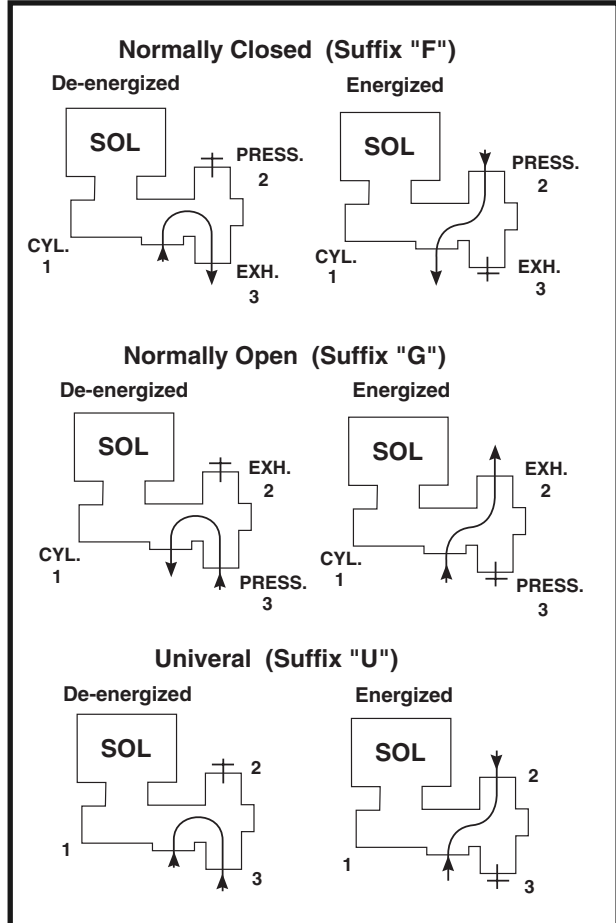 Normally Closed (Suffix "F")
De-energized
Energized
SOL
PRESS.
2
CYL.
1
EXH.
3
SOL
PRESS.
2
CYL.
1
EXH.
3
Normally Open (Suffix "G")
De-energized
Energized
SOL
EXH.
2
CYL.
1
PRESS.
3
SOL
EXH.
2
CYL.
1
PRESS.
3
Univeral (Suffix "U")
De-energized
Energized
SOL
2
1
3
SOL
2
1
3